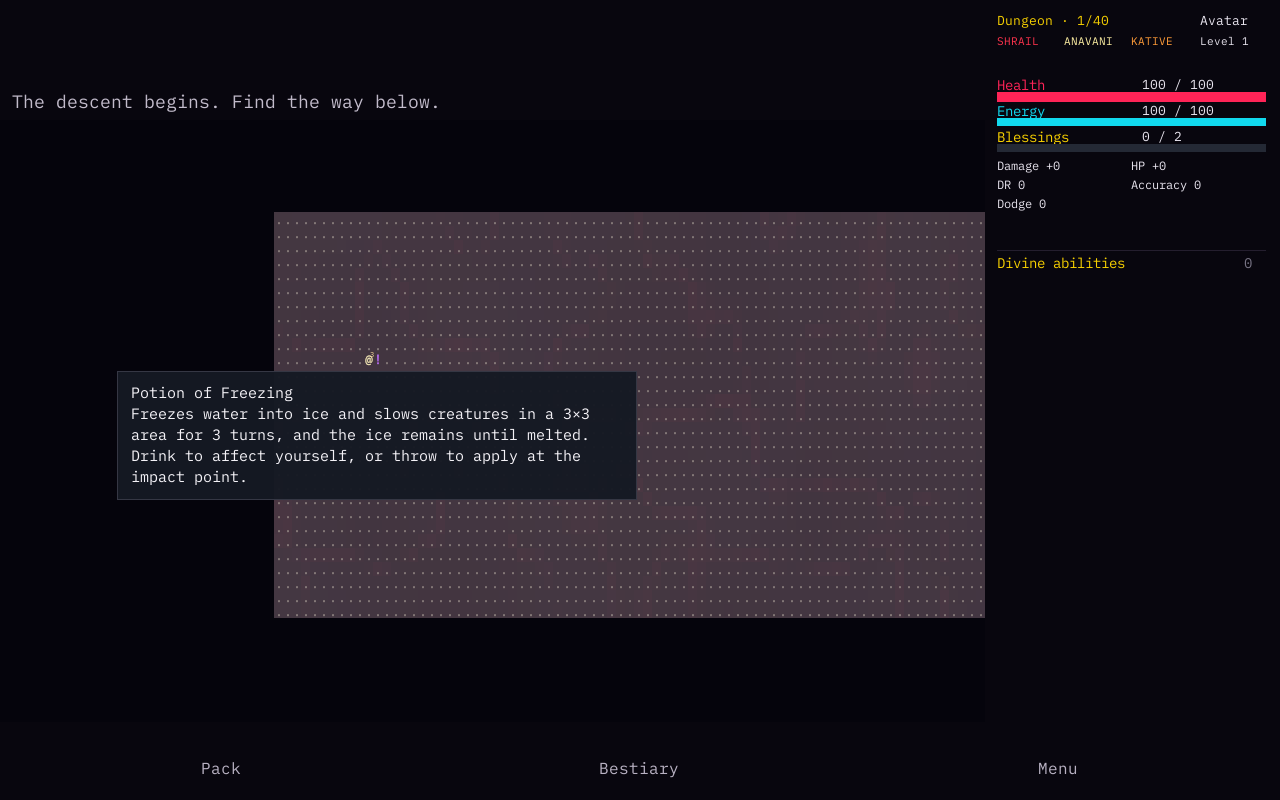 Dungeon · 1/40 Avatar
SHRAIL ANAVANI KATIVE Level 1
Health 100 / 100
The descent begins. Find the way below.
Energy 100 / 100
Blessings 0 / 2
Damage +0 HP +0
DR 0 Accuracy 0
Dodge 0
Divine abilities 0
@3!
Potion of Freezing
Freezes water into ice and slows creatures in a 3×3
area for 3 turns, and the ice remains until melted.
Drink to affect yourself, or throw to apply at the
impact point.
Pack Bestiary Menu